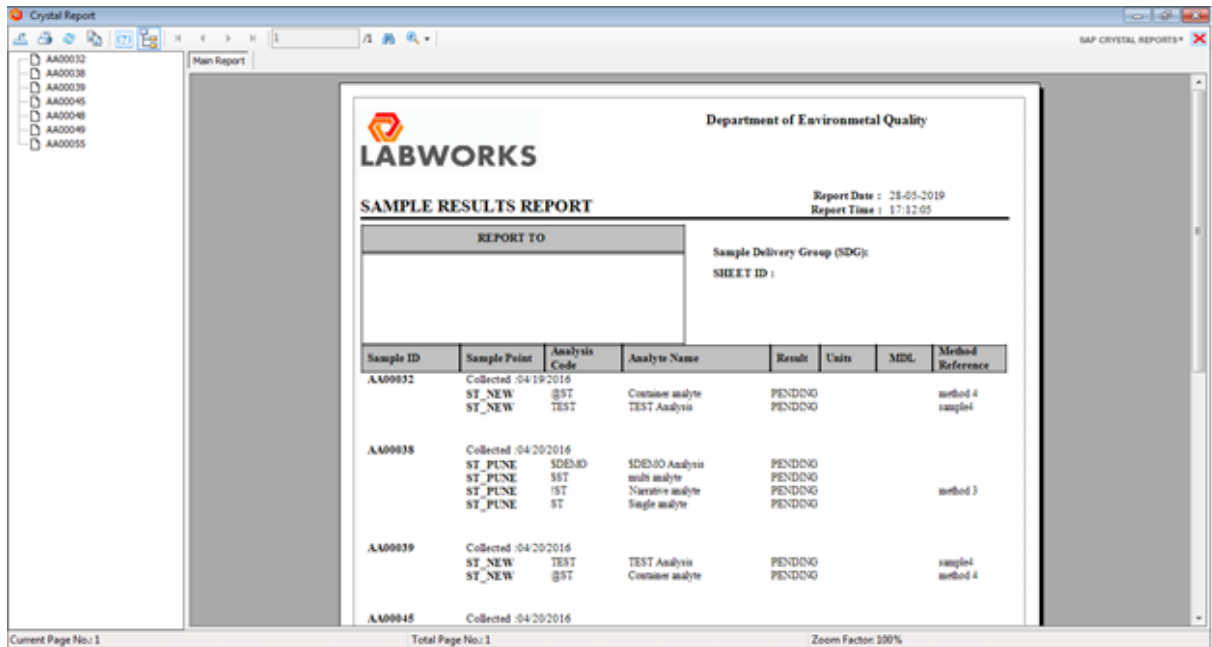 Crystal Report
1
/1
SAP CRYSTAL REPORTS®
AA00032
AA00038
AA00039
AA00045
AA00048
AA00049
AA00055
Main Report
LABWORKS
Department of Environmetal Quality
SAMPLE RESULTS REPORT
Report Date : 28-05-2019
Report Time : 17:12:05
REPORT TO
Sample Delivery Group (SDG):
SHEET ID :
Sample ID Sample Point Analysis Code Analyte Name Result Units MDL Method Reference
AA00032 Collected :04/19/2016
ST_NEW @ST Container analyte PENDING method 4
ST_NEW TEST TEST Analysis PENDING sample4
AA00038 Collected :04/20/2016
ST_PUNE $DEMO $DEMO Analysis PENDING
ST_PUNE $ST multi analyte PENDING
ST_PUNE !ST Narrative analyte PENDING method 3
ST_PUNE ST Single analyte PENDING
AA00039 Collected :04/20/2016
ST_NEW TEST TEST Analysis PENDING sample4
ST_NEW @ST Container analyte PENDING method 4
AA00045 Collected :04/20/2016
Current Page No.: 1 Total Page No.: 1 Zoom Factor: 100%